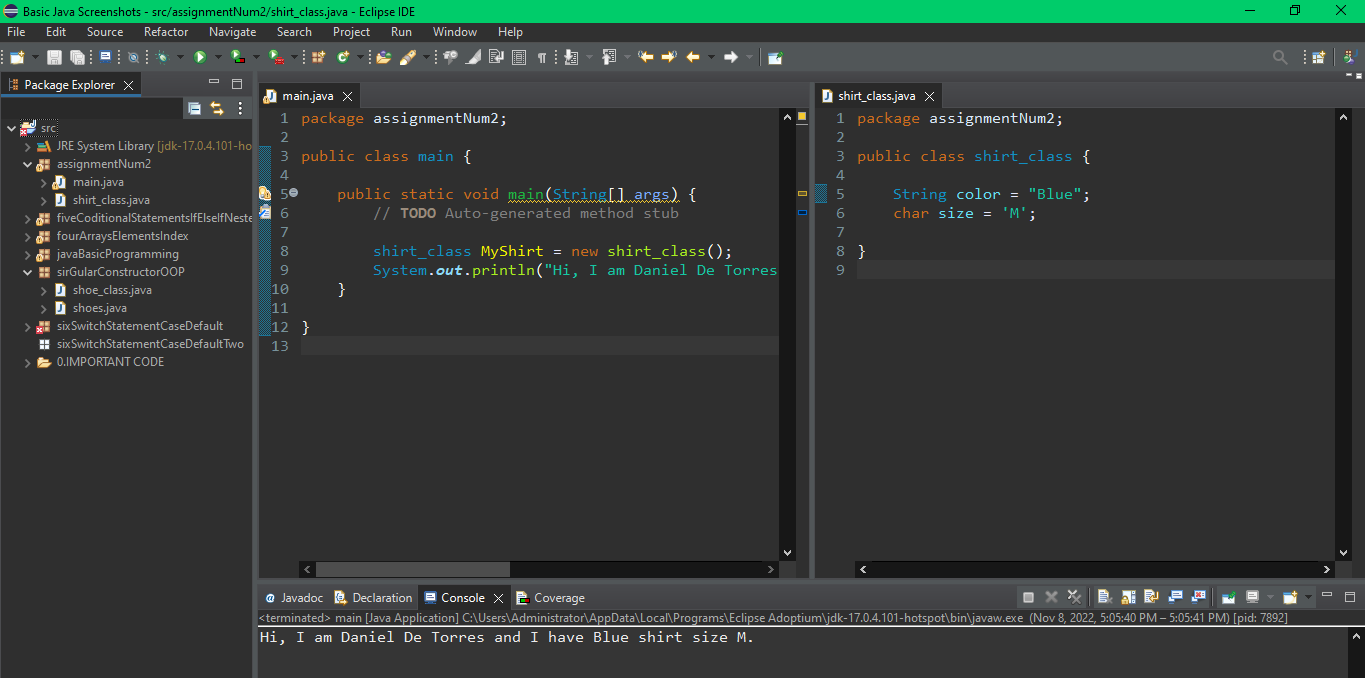 Basic Java Screenshots - src/assignmentNum2/shirt_class.java - Eclipse IDE
File Edit Source Refactor Navigate Search Project Run Window Help
Package Explorer
src
JRE System Library [jdk-17.0.4.101-ho
assignmentNum2
main.java
shirt_class.java
fiveCoditionalStatementsIfElseIfNeste
fourArraysElementsIndex
javaBasicProgramming
sirGularConstructorOOP
shoe_class.java
shoes.java
sixSwitchStatementCaseDefault
sixSwitchStatementCaseDefaultTwo
0.IMPORTANT CODE
main.java
1 package assignmentNum2;
2
3 public class main {
4
5 public static void main(String[] args) {
6 // TODO Auto-generated method stub
7
8 shirt_class MyShirt = new shirt_class();
9 System.out.println("Hi, I am Daniel De Torres
10 }
11
12 }
13
shirt_class.java
1 package assignmentNum2;
2
3 public class shirt_class {
4
5 String color = "Blue";
6 char size = 'M';
7
8 }
9
Javadoc Declaration Console Coverage
<terminated> main [Java Application] C:\Users\Administrator\AppData\Local\Programs\Eclipse Adoptium\jdk-17.0.4.101-hotspot\bin\javaw.exe (Nov 8, 2022, 5:05:40 PM – 5:05:41 PM) [pid: 7892]
Hi, I am Daniel De Torres and I have Blue shirt size M.